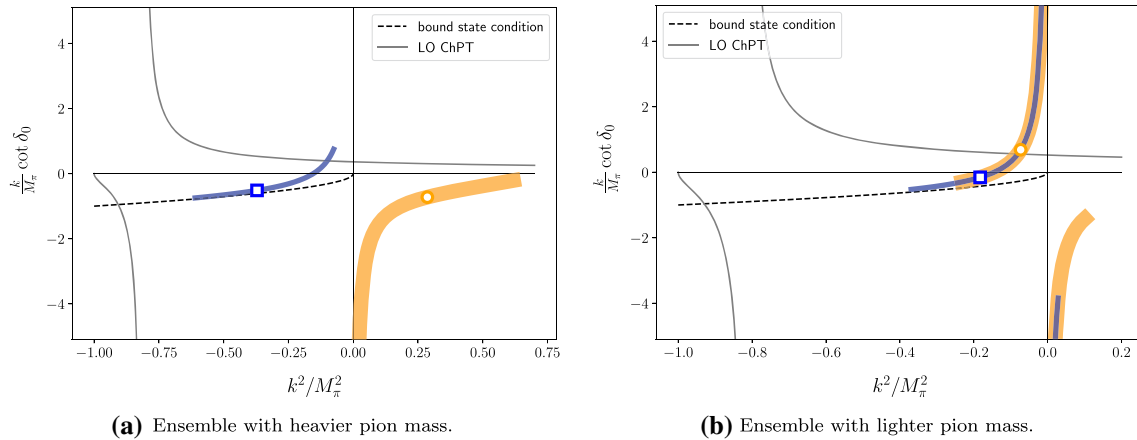 bound state condition
LO ChPT
4
2
0
−2
−4
k/Mπ cot δ0
−1.00
−0.75
−0.50
−0.25
0.00
0.25
0.50
0.75
k²/M²π
(a) Ensemble with heavier pion mass.
bound state condition
LO ChPT
4
2
0
−2
−4
k/Mπ cot δ0
−1.0
−0.8
−0.6
−0.4
−0.2
0.0
0.2
k²/M²π
(b) Ensemble with lighter pion mass.